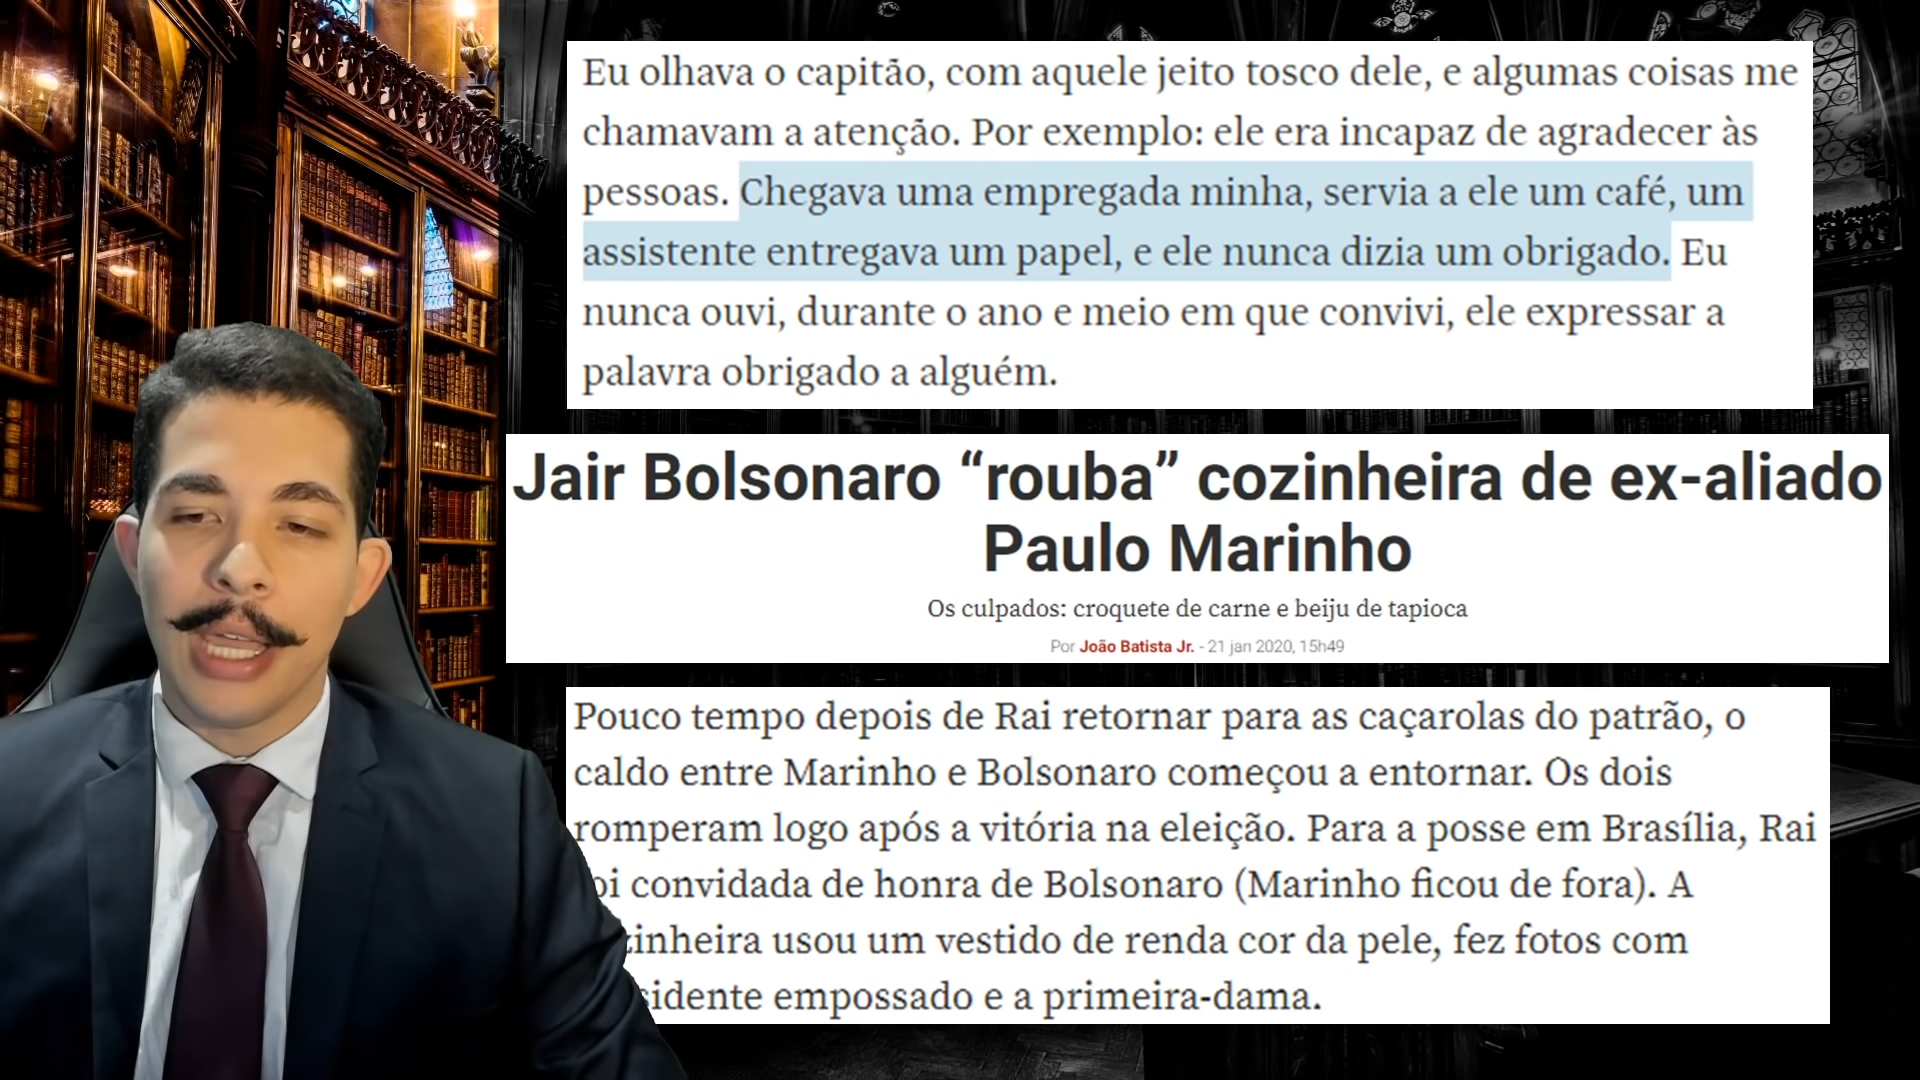 Eu olhava o capitão, com aquele jeito tosco dele, e algumas coisas me
chamavam a atenção. Por exemplo: ele era incapaz de agradecer às
pessoas. Chegava uma empregada minha, servia a ele um café, um
assistente entregava um papel, e ele nunca dizia um obrigado. Eu
nunca ouvi, durante o ano e meio em que convivi, ele expressar a
palavra obrigado a alguém.
Jair Bolsonaro “rouba” cozinheira de ex-aliado
Paulo Marinho
Os culpados: croquete de carne e beiju de tapioca
Por João Batista Jr. - 21 jan 2020, 15h49
Pouco tempo depois de Rai retornar para as caçarolas do patrão, o
caldo entre Marinho e Bolsonaro começou a entornar. Os dois
romperam logo após a vitória na eleição. Para a posse em Brasília, Rai
oi convidada de honra de Bolsonaro (Marinho ficou de fora). A
zinheira usou um vestido de renda cor da pele, fez fotos com
sidente empossado e a primeira-dama.